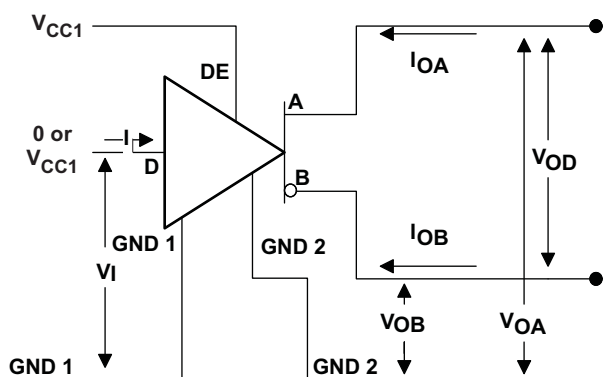 VCC1
DE
IOA
A
0 or
VCC1
I
D
VOD
B
GND 1
GND 2
IOB
VI
VOB
VOA
GND 1
GND 2